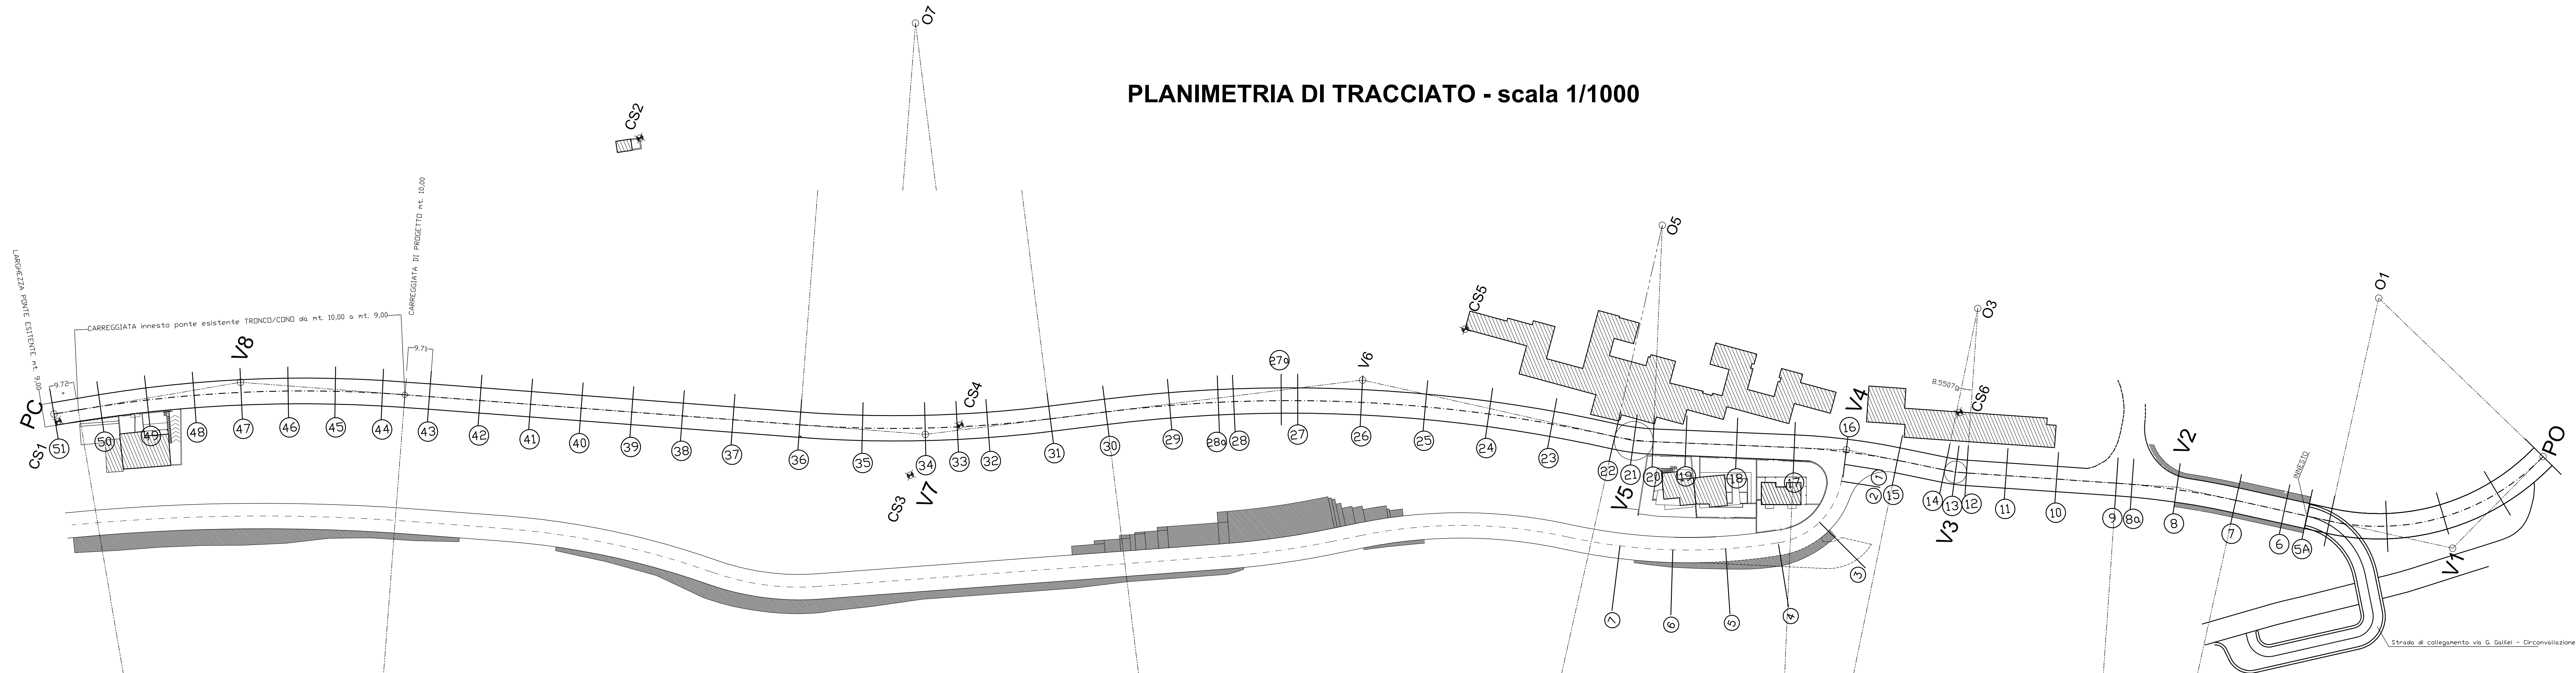 PLANIMETRIA DI TRACCIATO - scala 1/1000
O7
CS2
CARREGGIATA DI PROGETTO mt. 10,00
LARGHEZZA PONTE ESITENTE mt. 9,00
CARREGGIATA innesto ponte esistente TRONCO/CONO da mt. 10,00 a mt. 9,00
9.71
9.72
V8
PC
CS1
51
50
49
48
47
46
45
44
43
42
41
40
39
38
37
36
35
34
33
32
31
30
29
28a
28
27a
27
26
25
24
23
22
21
20
19
18
17
16
15
14
13
12
11
10
9
8a
8
7
6
5A
CS3
V7
CS4
V6
CS5
O5
V5
V4
O3
8.5507g
CS6
V3
V2
INNESTO
O1
PO
V1
1
2
3
4
5
6
7
Strada di collegamento via G. Galilei - Circonvallazione